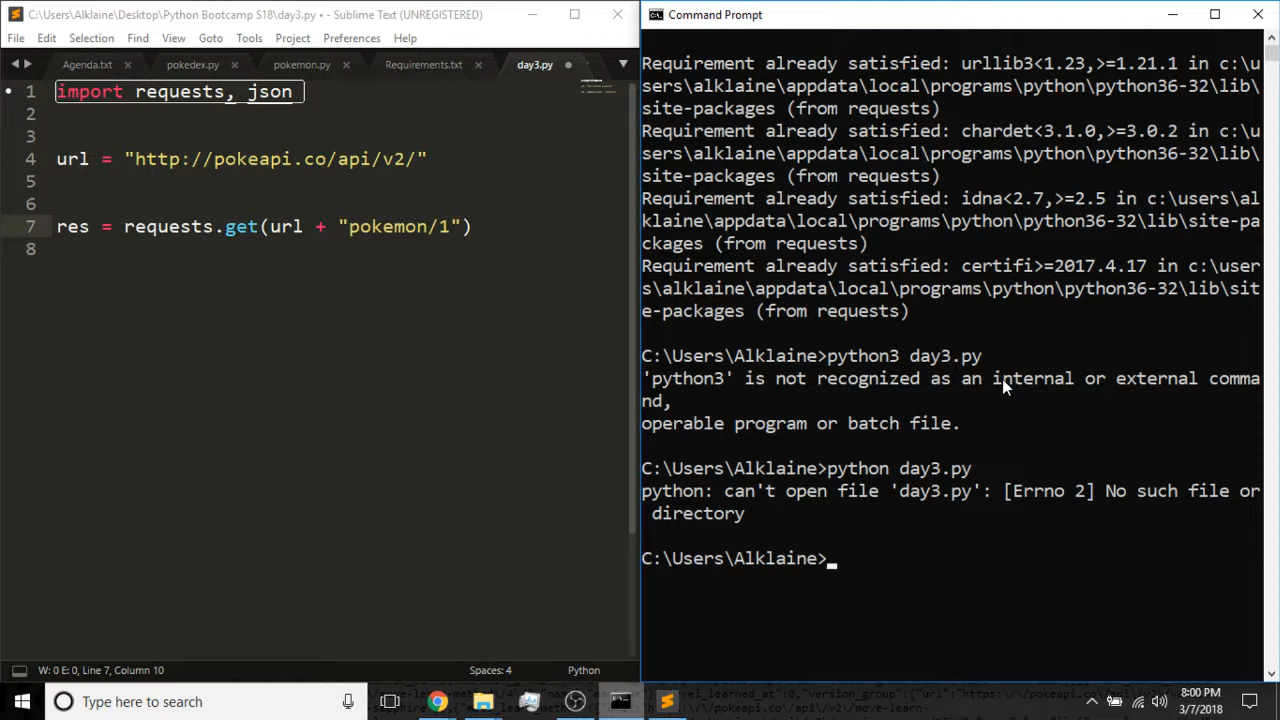 C:\Users\Alklaine\Desktop\Python Bootcamp S18\day3.py • - Sublime Text (UNREGISTERED)
File Edit Selection Find View Goto Tools Project Preferences Help
Agenda.txt pokedex.py pokemon.py Requirements.txt day3.py
1 import requests, json
2
3
4 url = "http://pokeapi.co/api/v2/"
5
6
7 res = requests.get(url + "pokemon/1")
8
W: 0 E: 0, Line 7, Column 10 Spaces: 4 Python
Command Prompt
Requirement already satisfied: urllib3<1.23,>=1.21.1 in c:\u
sers\alklaine\appdata\local\programs\python\python36-32\lib\
site-packages (from requests)
Requirement already satisfied: chardet<3.1.0,>=3.0.2 in c:\u
sers\alklaine\appdata\local\programs\python\python36-32\lib\
site-packages (from requests)
Requirement already satisfied: idna<2.7,>=2.5 in c:\users\al
klaine\appdata\local\programs\python\python36-32\lib\site-pa
ckages (from requests)
Requirement already satisfied: certifi>=2017.4.17 in c:\user
s\alklaine\appdata\local\programs\python\python36-32\lib\sit
e-packages (from requests)
C:\Users\Alklaine>python3 day3.py
'python3' is not recognized as an internal or external comma
nd,
operable program or batch file.
C:\Users\Alklaine>python day3.py
python: can't open file 'day3.py': [Errno 2] No such file or
directory
C:\Users\Alklaine>
Type here to search
8:00 PM
3/7/2018